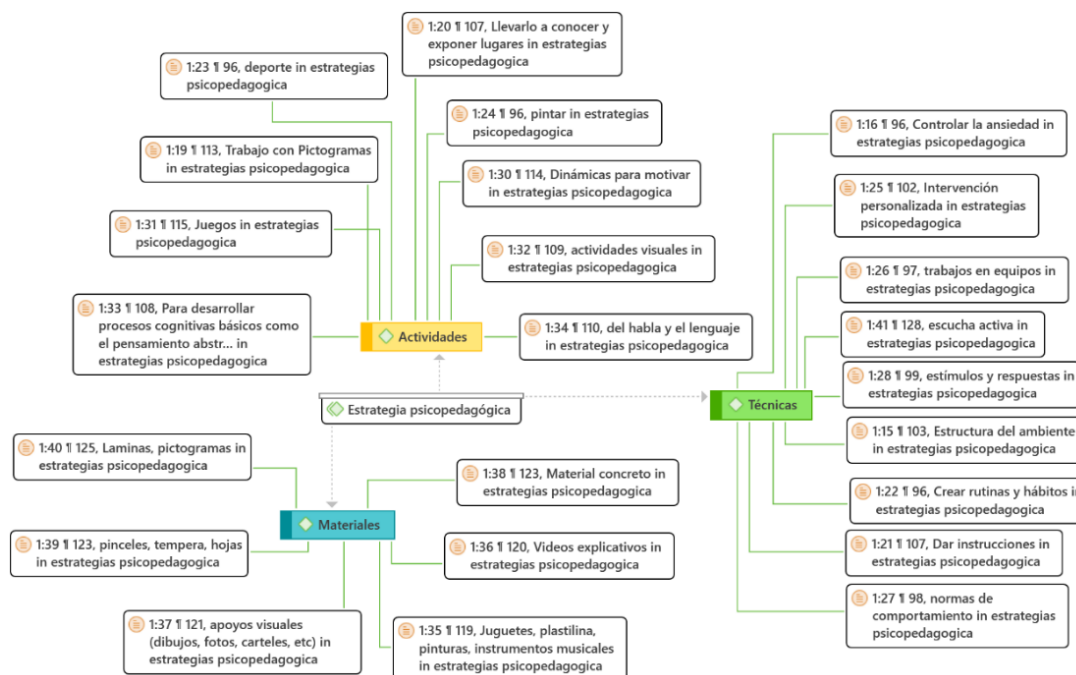 1:20 ¶ 107, Llevarlo a conocer y
exponer lugares in estrategias
psicopedagogica
1:23 ¶ 96, deporte in estrategias
psicopedagogica
1:24 ¶ 96, pintar in estrategias
psicopedagogica
1:19 ¶ 113, Trabajo con Pictogramas
in estrategias psicopedagogica
1:30 ¶ 114, Dinámicas para motivar
in estrategias psicopedagogica
1:31 ¶ 115, Juegos in estrategias
psicopedagogica
1:32 ¶ 109, actividades visuales in
estrategias psicopedagogica
1:33 ¶ 108, Para desarrollar
procesos cognitivas básicos como
el pensamiento abstr... in
estrategias psicopedagogica
Actividades
1:34 ¶ 110, del habla y el lenguaje
in estrategias psicopedagogica
Estrategia psicopedagógica
1:16 ¶ 96, Controlar la ansiedad in
estrategias psicopedagogica
1:25 ¶ 102, Intervención
personalizada in estrategias
psicopedagogica
1:26 ¶ 97, trabajos en equipos in
estrategias psicopedagogica
1:41 ¶ 128, escucha activa in
estrategias psicopedagogica
1:28 ¶ 99, estímulos y respuestas in
estrategias psicopedagogica
Técnicas
1:15 ¶ 103, Estructura del ambiente
in estrategias psicopedagogica
1:22 ¶ 96, Crear rutinas y hábitos in
estrategias psicopedagogica
1:21 ¶ 107, Dar instrucciones in
estrategias psicopedagogica
1:27 ¶ 98, normas de
comportamiento in estrategias
psicopedagogica
1:40 ¶ 125, Laminas, pictogramas in
estrategias psicopedagogica
1:38 ¶ 123, Material concreto in
estrategias psicopedagogica
Materiales
1:39 ¶ 123, pinceles, tempera, hojas
in estrategias psicopedagogica
1:36 ¶ 120, Videos explicativos in
estrategias psicopedagogica
1:37 ¶ 121, apoyos visuales
(dibujos, fotos, carteles, etc) in
estrategias psicopedagogica
1:35 ¶ 119, Juguetes, plastilina,
pinturas, instrumentos musicales
in estrategias psicopedagogica